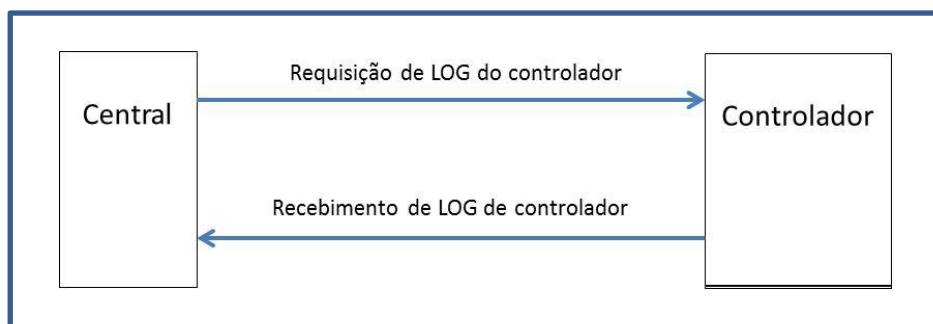 Requisição de LOG do controlador
Central
Controlador
Recebimento de LOG de controlador